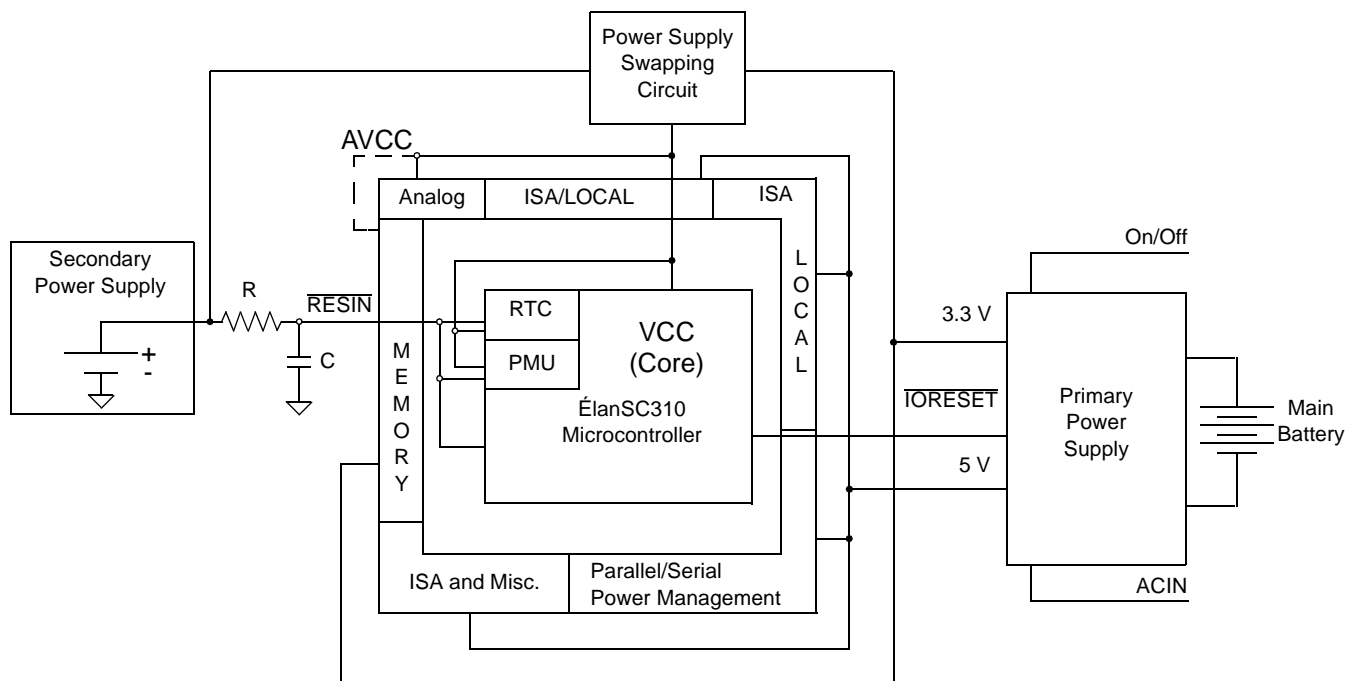 Power Supply
Swapping
Circuit
AVCC
Analog
ISA/LOCAL
ISA
On/Off
Secondary
Power Supply
R
RESIN
C
+
-
MEMORY
LOCAL
RTC
PMU
VCC
(Core)
ÉlanSC310
Microcontroller
3.3 V
IORESET
5 V
Primary
Power
Supply
Main
Battery
ISA and Misc.
Parallel/Serial
Power Management
ACIN